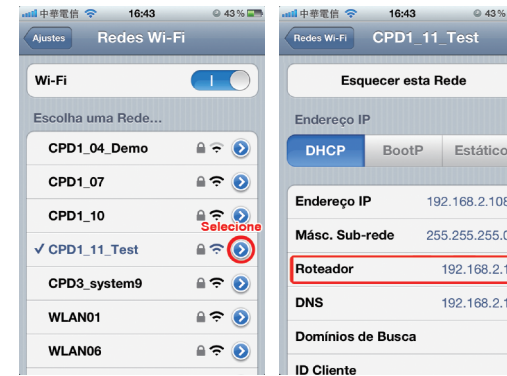 中華電信 16:43 43%
Ajustes Redes Wi-Fi
Wi-Fi
Escolha uma Rede...
CPD1_04_Demo
CPD1_07
CPD1_10
Selecione
CPD1_11_Test
CPD3_system9
WLAN01
WLAN06
中華電信 16:43 43%
Redes Wi-Fi CPD1_11_Test
Esquecer esta Rede
Endereço IP
DHCP BootP Estático
Endereço IP 192.168.2.108
Másc. Sub-rede 255.255.255.0
Roteador 192.168.2.1
DNS 192.168.2.1
Domínios de Busca
ID Cliente